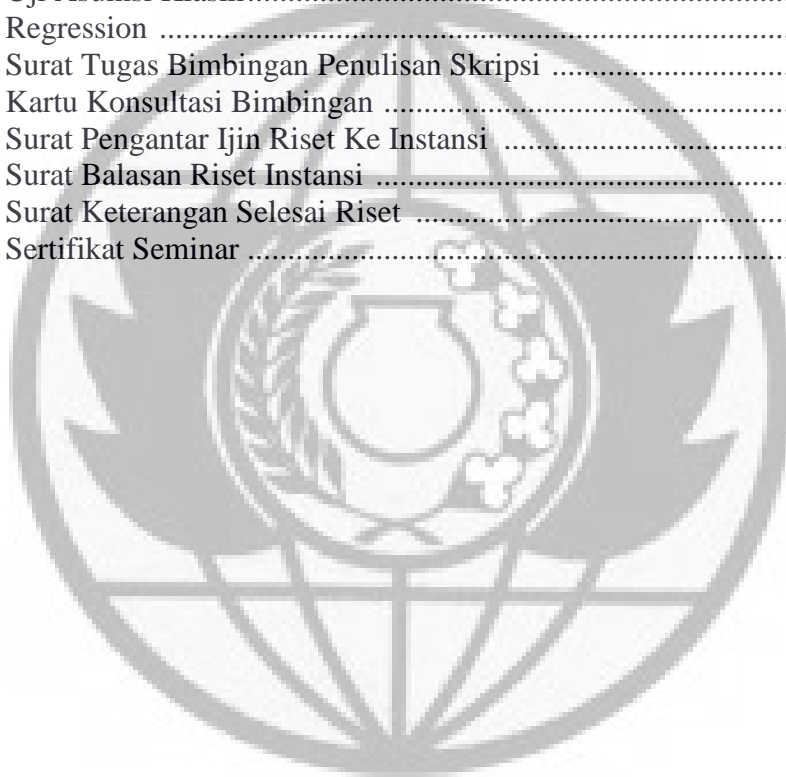 Regression ..........................................................................
Surat Tugas Bimbingan Penulisan Skripsi ..............................
Kartu Konsultasi Bimbingan ...................................................
Surat Pengantar Ijin Riset Ke Instansi ....................................
Surat Balasan Riset Instansi ....................................................
Surat Keterangan Selesai Riset ...............................................
Sertifikat Seminar ....................................................................